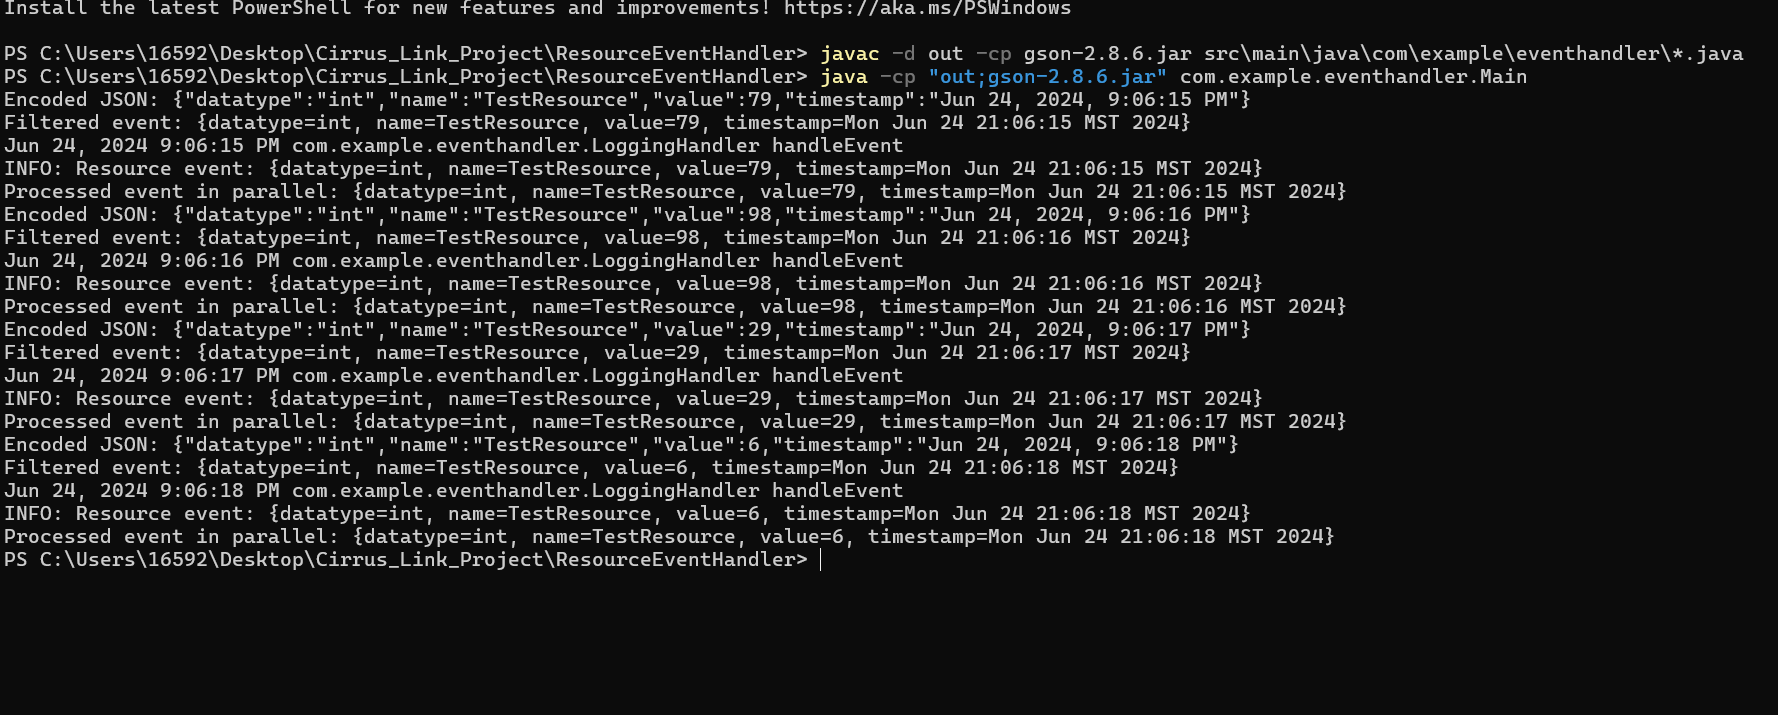 Install the latest PowerShell for new features and improvements! https://aka.ms/PSWindows
PS C:\Users\16592\Desktop\Cirrus_Link_Project\ResourceEventHandler> javac -d out -cp gson-2.8.6.jar src\main\java\com\example\eventhandler\*.java
PS C:\Users\16592\Desktop\Cirrus_Link_Project\ResourceEventHandler> java -cp "out;gson-2.8.6.jar" com.example.eventhandler.Main
Encoded JSON: {"datatype":"int","name":"TestResource","value":79,"timestamp":"Jun 24, 2024, 9:06:15 PM"}
Filtered event: {datatype=int, name=TestResource, value=79, timestamp=Mon Jun 24 21:06:15 MST 2024}
Jun 24, 2024 9:06:15 PM com.example.eventhandler.LoggingHandler handleEvent
INFO: Resource event: {datatype=int, name=TestResource, value=79, timestamp=Mon Jun 24 21:06:15 MST 2024}
Processed event in parallel: {datatype=int, name=TestResource, value=79, timestamp=Mon Jun 24 21:06:15 MST 2024}
Encoded JSON: {"datatype":"int","name":"TestResource","value":98,"timestamp":"Jun 24, 2024, 9:06:16 PM"}
Filtered event: {datatype=int, name=TestResource, value=98, timestamp=Mon Jun 24 21:06:16 MST 2024}
Jun 24, 2024 9:06:16 PM com.example.eventhandler.LoggingHandler handleEvent
INFO: Resource event: {datatype=int, name=TestResource, value=98, timestamp=Mon Jun 24 21:06:16 MST 2024}
Processed event in parallel: {datatype=int, name=TestResource, value=98, timestamp=Mon Jun 24 21:06:16 MST 2024}
Encoded JSON: {"datatype":"int","name":"TestResource","value":29,"timestamp":"Jun 24, 2024, 9:06:17 PM"}
Filtered event: {datatype=int, name=TestResource, value=29, timestamp=Mon Jun 24 21:06:17 MST 2024}
Jun 24, 2024 9:06:17 PM com.example.eventhandler.LoggingHandler handleEvent
INFO: Resource event: {datatype=int, name=TestResource, value=29, timestamp=Mon Jun 24 21:06:17 MST 2024}
Processed event in parallel: {datatype=int, name=TestResource, value=29, timestamp=Mon Jun 24 21:06:17 MST 2024}
Encoded JSON: {"datatype":"int","name":"TestResource","value":6,"timestamp":"Jun 24, 2024, 9:06:18 PM"}
Filtered event: {datatype=int, name=TestResource, value=6, timestamp=Mon Jun 24 21:06:18 MST 2024}
Jun 24, 2024 9:06:18 PM com.example.eventhandler.LoggingHandler handleEvent
INFO: Resource event: {datatype=int, name=TestResource, value=6, timestamp=Mon Jun 24 21:06:18 MST 2024}
Processed event in parallel: {datatype=int, name=TestResource, value=6, timestamp=Mon Jun 24 21:06:18 MST 2024}
PS C:\Users\16592\Desktop\Cirrus_Link_Project\ResourceEventHandler>